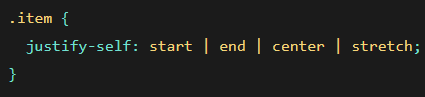 .item {
  justify-self: start | end | center | stretch;
}